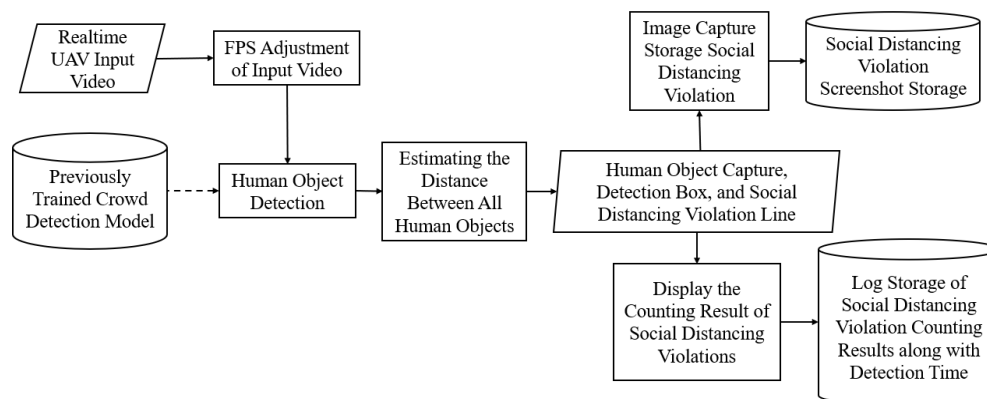 Realtime
UAV Input
Video
FPS Adjustment
of Input Video
Image Capture
Storage Social
Distancing
Violation
Social Distancing
Violation
Screenshot Storage
Previously
Trained Crowd
Detection Model
Human Object
Detection
Estimating the
Distance
Between All
Human Objects
Human Object Capture,
Detection Box, and Social
Distancing Violation Line
Display the
Counting Result of
Social Distancing
Violations
Log Storage of
Social Distancing
Violation Counting
Results along with
Detection Time